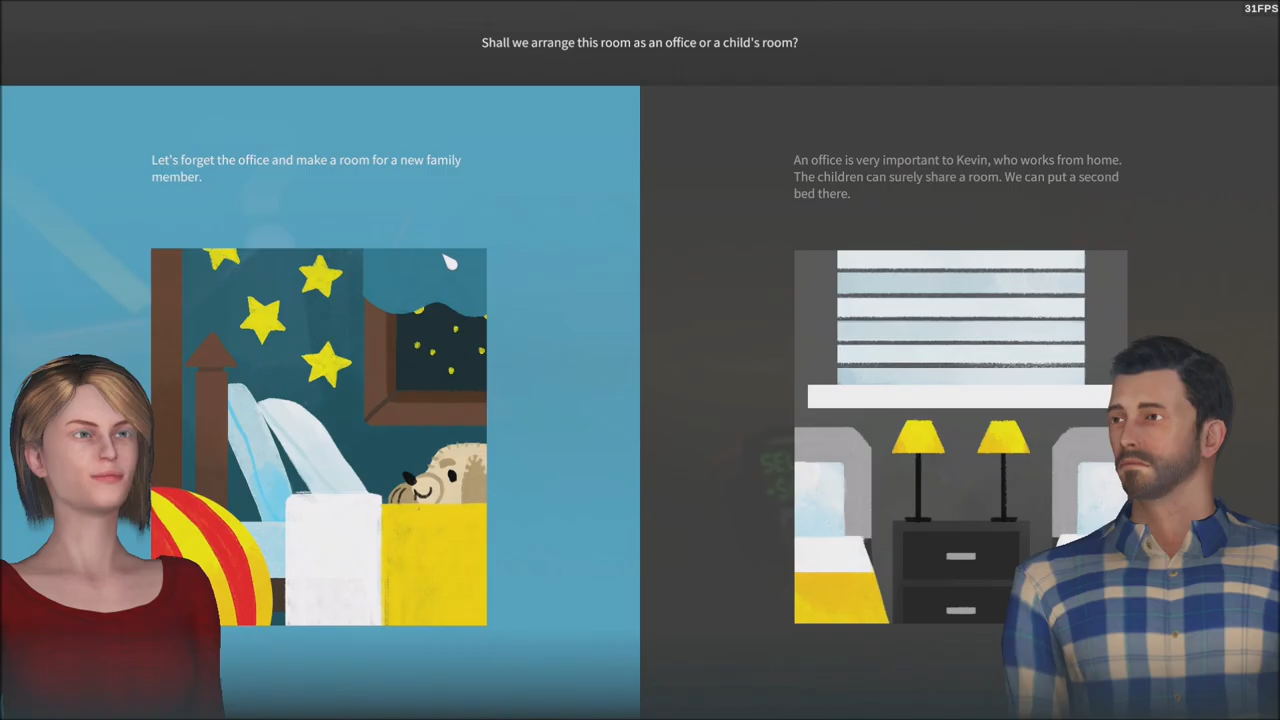 31FPS
Shall we arrange this room as an office or a child's room?
Let's forget the office and make a room for a new family
member.
An office is very important to Kevin, who works from home.
The children can surely share a room. We can put a second
bed there.